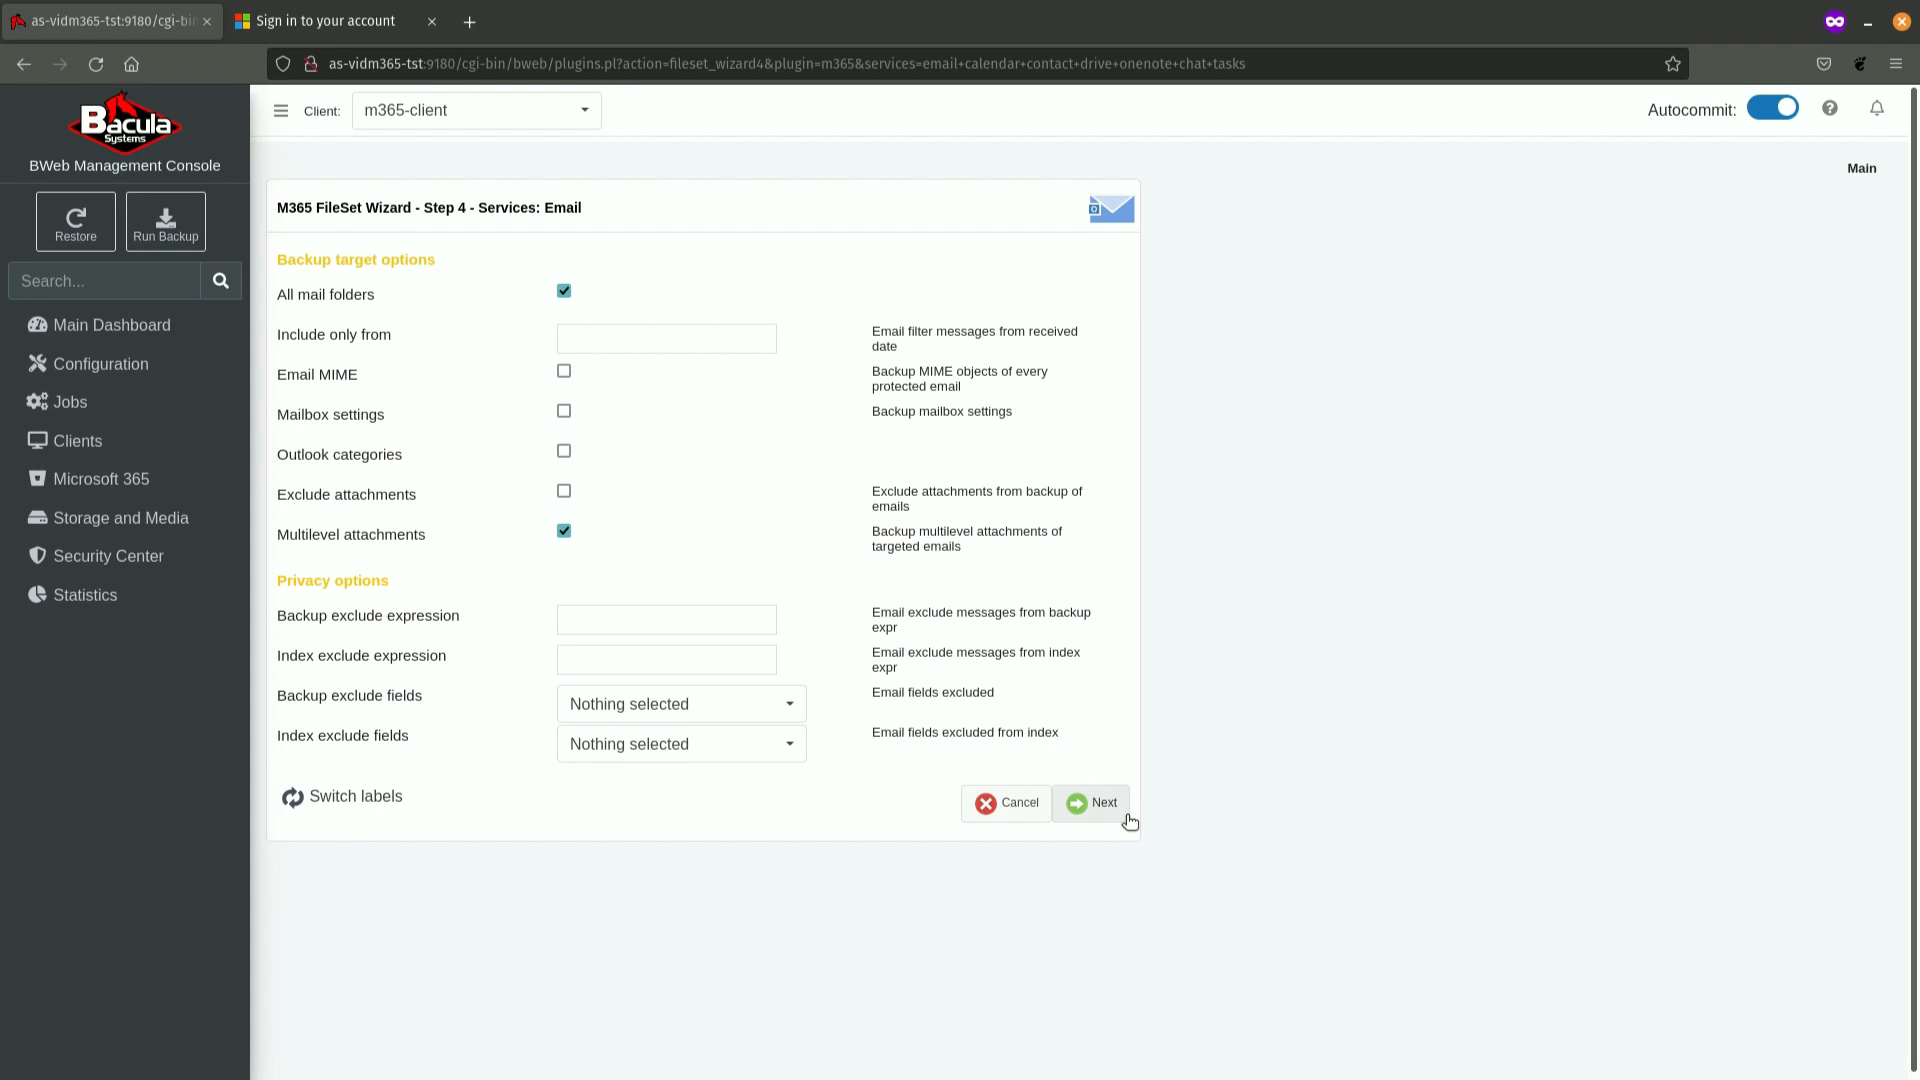 as-vidm365-tst:9180/cgi-bin
Sign in to your account
as-vidm365-tst:9180/cgi-bin/bweb/plugins.pl?action=fileset_wizard4&plugin=m365&services=email+calendar+contact+drive+onenote+chat+tasks
Bacula
Systems
BWeb Management Console
Restore
Run Backup
Search...
Main Dashboard
Configuration
Jobs
Clients
Microsoft 365
Storage and Media
Security Center
Statistics
Client:
m365-client
Autocommit:
Main
M365 FileSet Wizard - Step 4 - Services: Email
Backup target options
All mail folders
Include only from
Email filter messages from received
date
Email MIME
Backup MIME objects of every
protected email
Mailbox settings
Backup mailbox settings
Outlook categories
Exclude attachments
Exclude attachments from backup of
emails
Multilevel attachments
Backup multilevel attachments of
targeted emails
Privacy options
Backup exclude expression
Email exclude messages from backup
expr
Index exclude expression
Email exclude messages from index
expr
Backup exclude fields
Nothing selected
Email fields excluded
Index exclude fields
Nothing selected
Email fields excluded from index
Switch labels
Cancel
Next